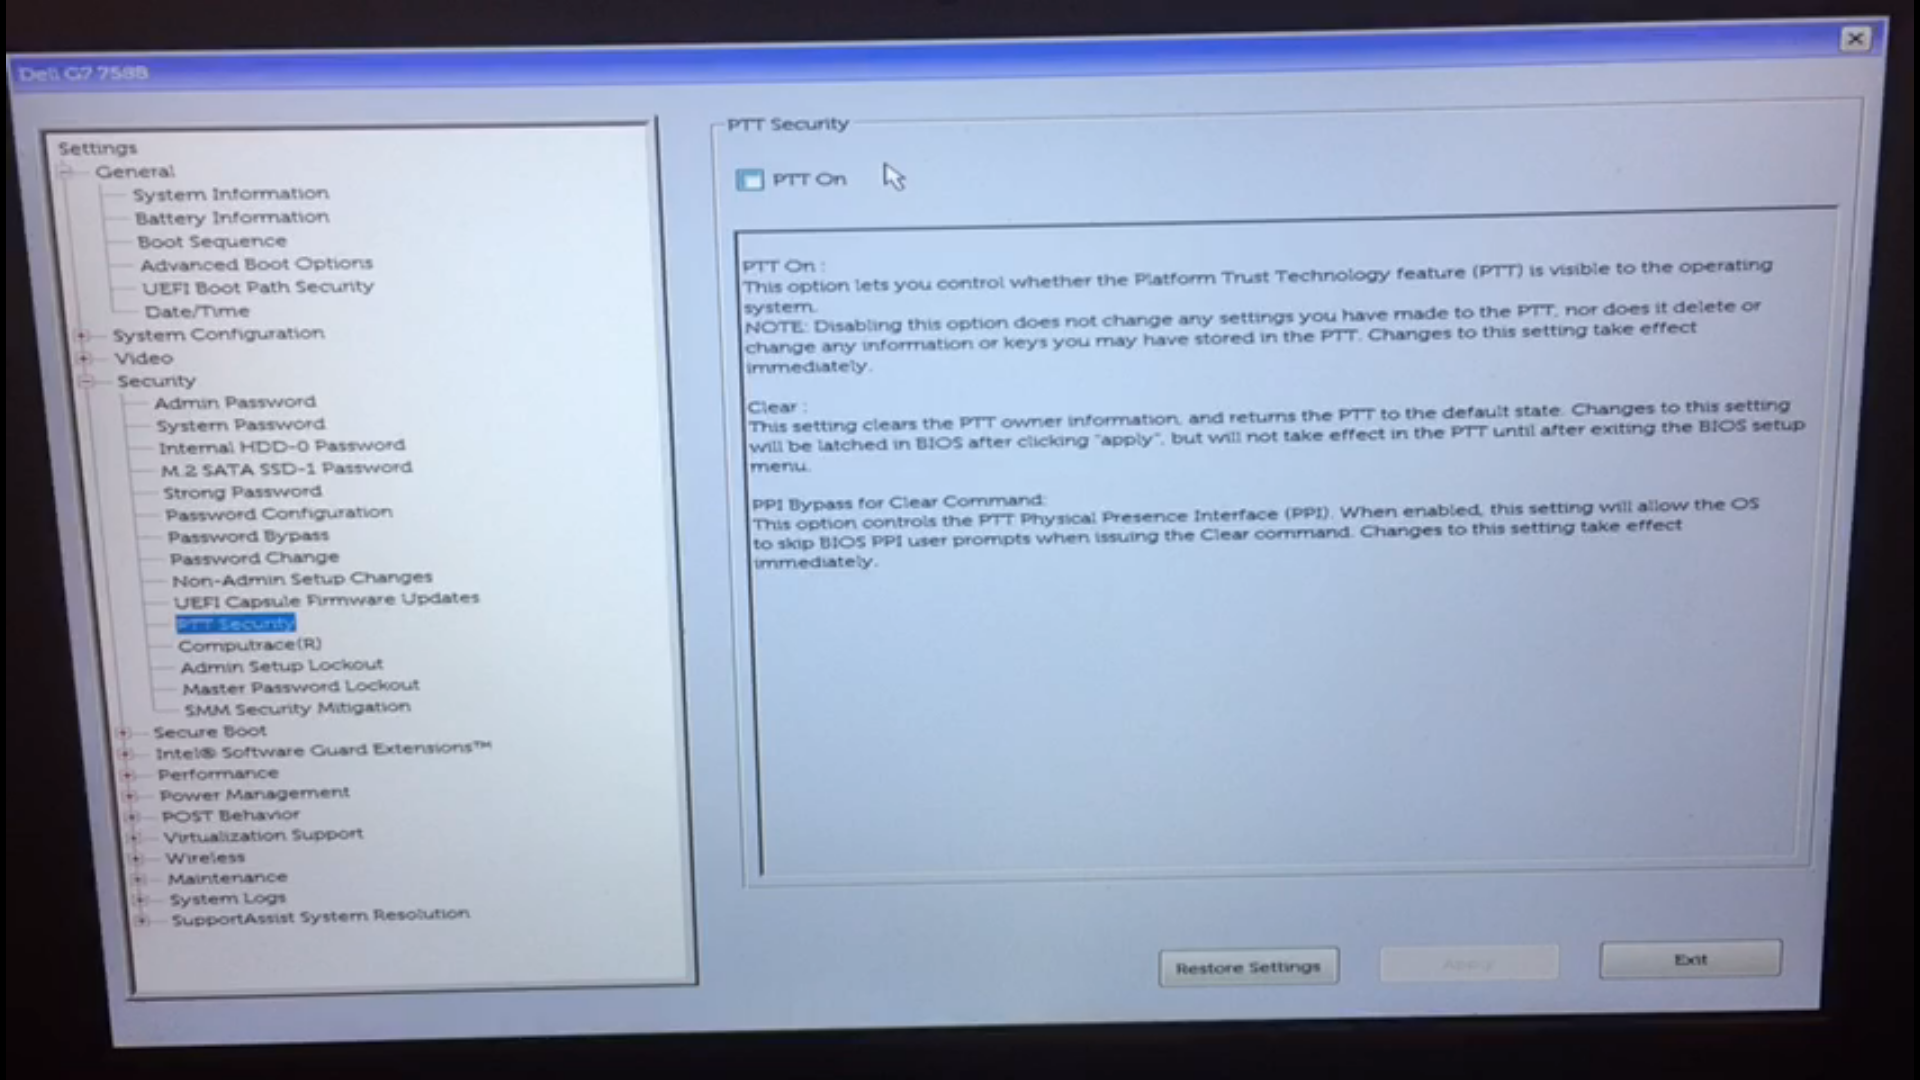 Dell G7 7588
Settings
General
System Information
Battery Information
Boot Sequence
Advanced Boot Options
UEFI Boot Path Security
Date/Time
System Configuration
Video
Security
Admin Password
System Password
Internal HDD-0 Password
M.2 SATA SSD-1 Password
Strong Password
Password Configuration
Password Bypass
Password Change
Non-Admin Setup Changes
UEFI Capsule Firmware Updates
PTT Security
Computrace(R)
Admin Setup Lockout
Master Password Lockout
SMM Security Mitigation
Secure Boot
Intel® Software Guard Extensions™
Performance
Power Management
POST Behavior
Virtualization Support
Wireless
Maintenance
System Logs
SupportAssist System Resolution
PTT Security
PTT On
PTT On :
This option lets you control whether the Platform Trust Technology feature (PTT) is visible to the operating
system.
NOTE: Disabling this option does not change any settings you have made to the PTT, nor does it delete or
change any information or keys you may have stored in the PTT. Changes to this setting take effect
immediately.
Clear :
This setting clears the PTT owner information, and returns the PTT to the default state. Changes to this setting
will be latched in BIOS after clicking "apply", but will not take effect in the PTT until after exiting the BIOS setup
menu.
PPI Bypass for Clear Command:
This option controls the PTT Physical Presence Interface (PPI). When enabled, this setting will allow the OS
to skip BIOS PPI user prompts when issuing the Clear command. Changes to this setting take effect
immediately.
Restore Settings
Apply
Exit